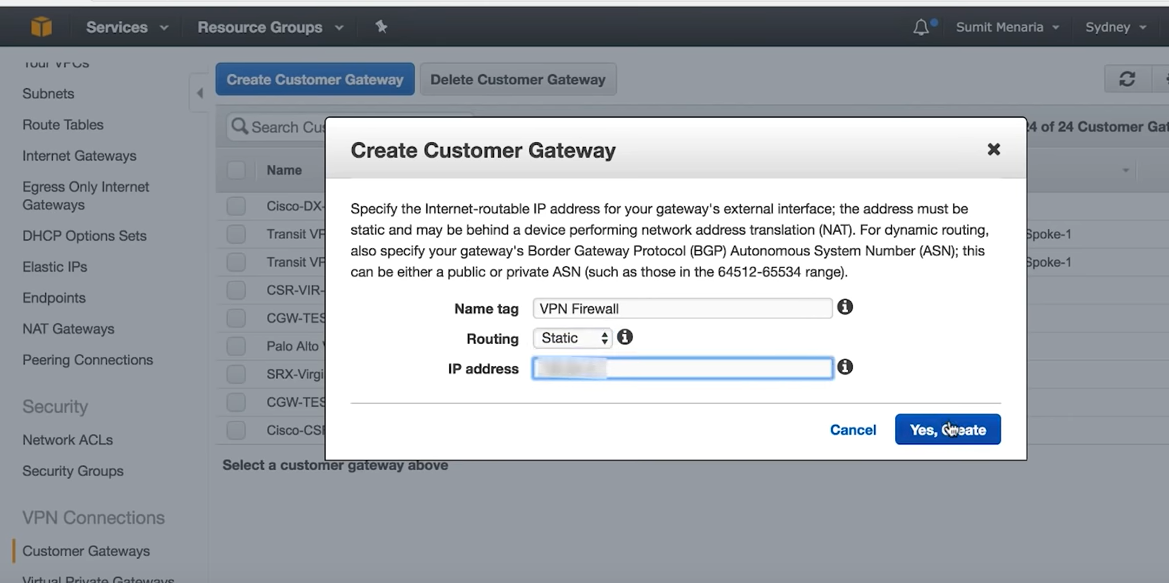 Services
Resource Groups
Sumit Menaria
Sydney
Your VPCs
Subnets
Route Tables
Internet Gateways
Egress Only Internet
Gateways
DHCP Options Sets
Elastic IPs
Endpoints
NAT Gateways
Peering Connections
Security
Network ACLs
Security Groups
VPN Connections
Customer Gateways
Virtual Private Gateways
Create Customer Gateway
Delete Customer Gateway
Search Cus
24 of 24 Customer Gat
Name
Cisco-DX-
Transit VP
Spoke-1
Transit VP
Spoke-1
CSR-VIR-
CGW-TES
Palo Alto
SRX-Virgi
CGW-TES
Cisco-CSI
Select a customer gateway above
Create Customer Gateway
Specify the Internet-routable IP address for your gateway's external interface; the address must be
static and may be behind a device performing network address translation (NAT). For dynamic routing,
also specify your gateway's Border Gateway Protocol (BGP) Autonomous System Number (ASN); this
can be either a public or private ASN (such as those in the 64512-65534 range).
Name tag
VPN Firewall
Routing
Static
IP address
Cancel
Yes, Create